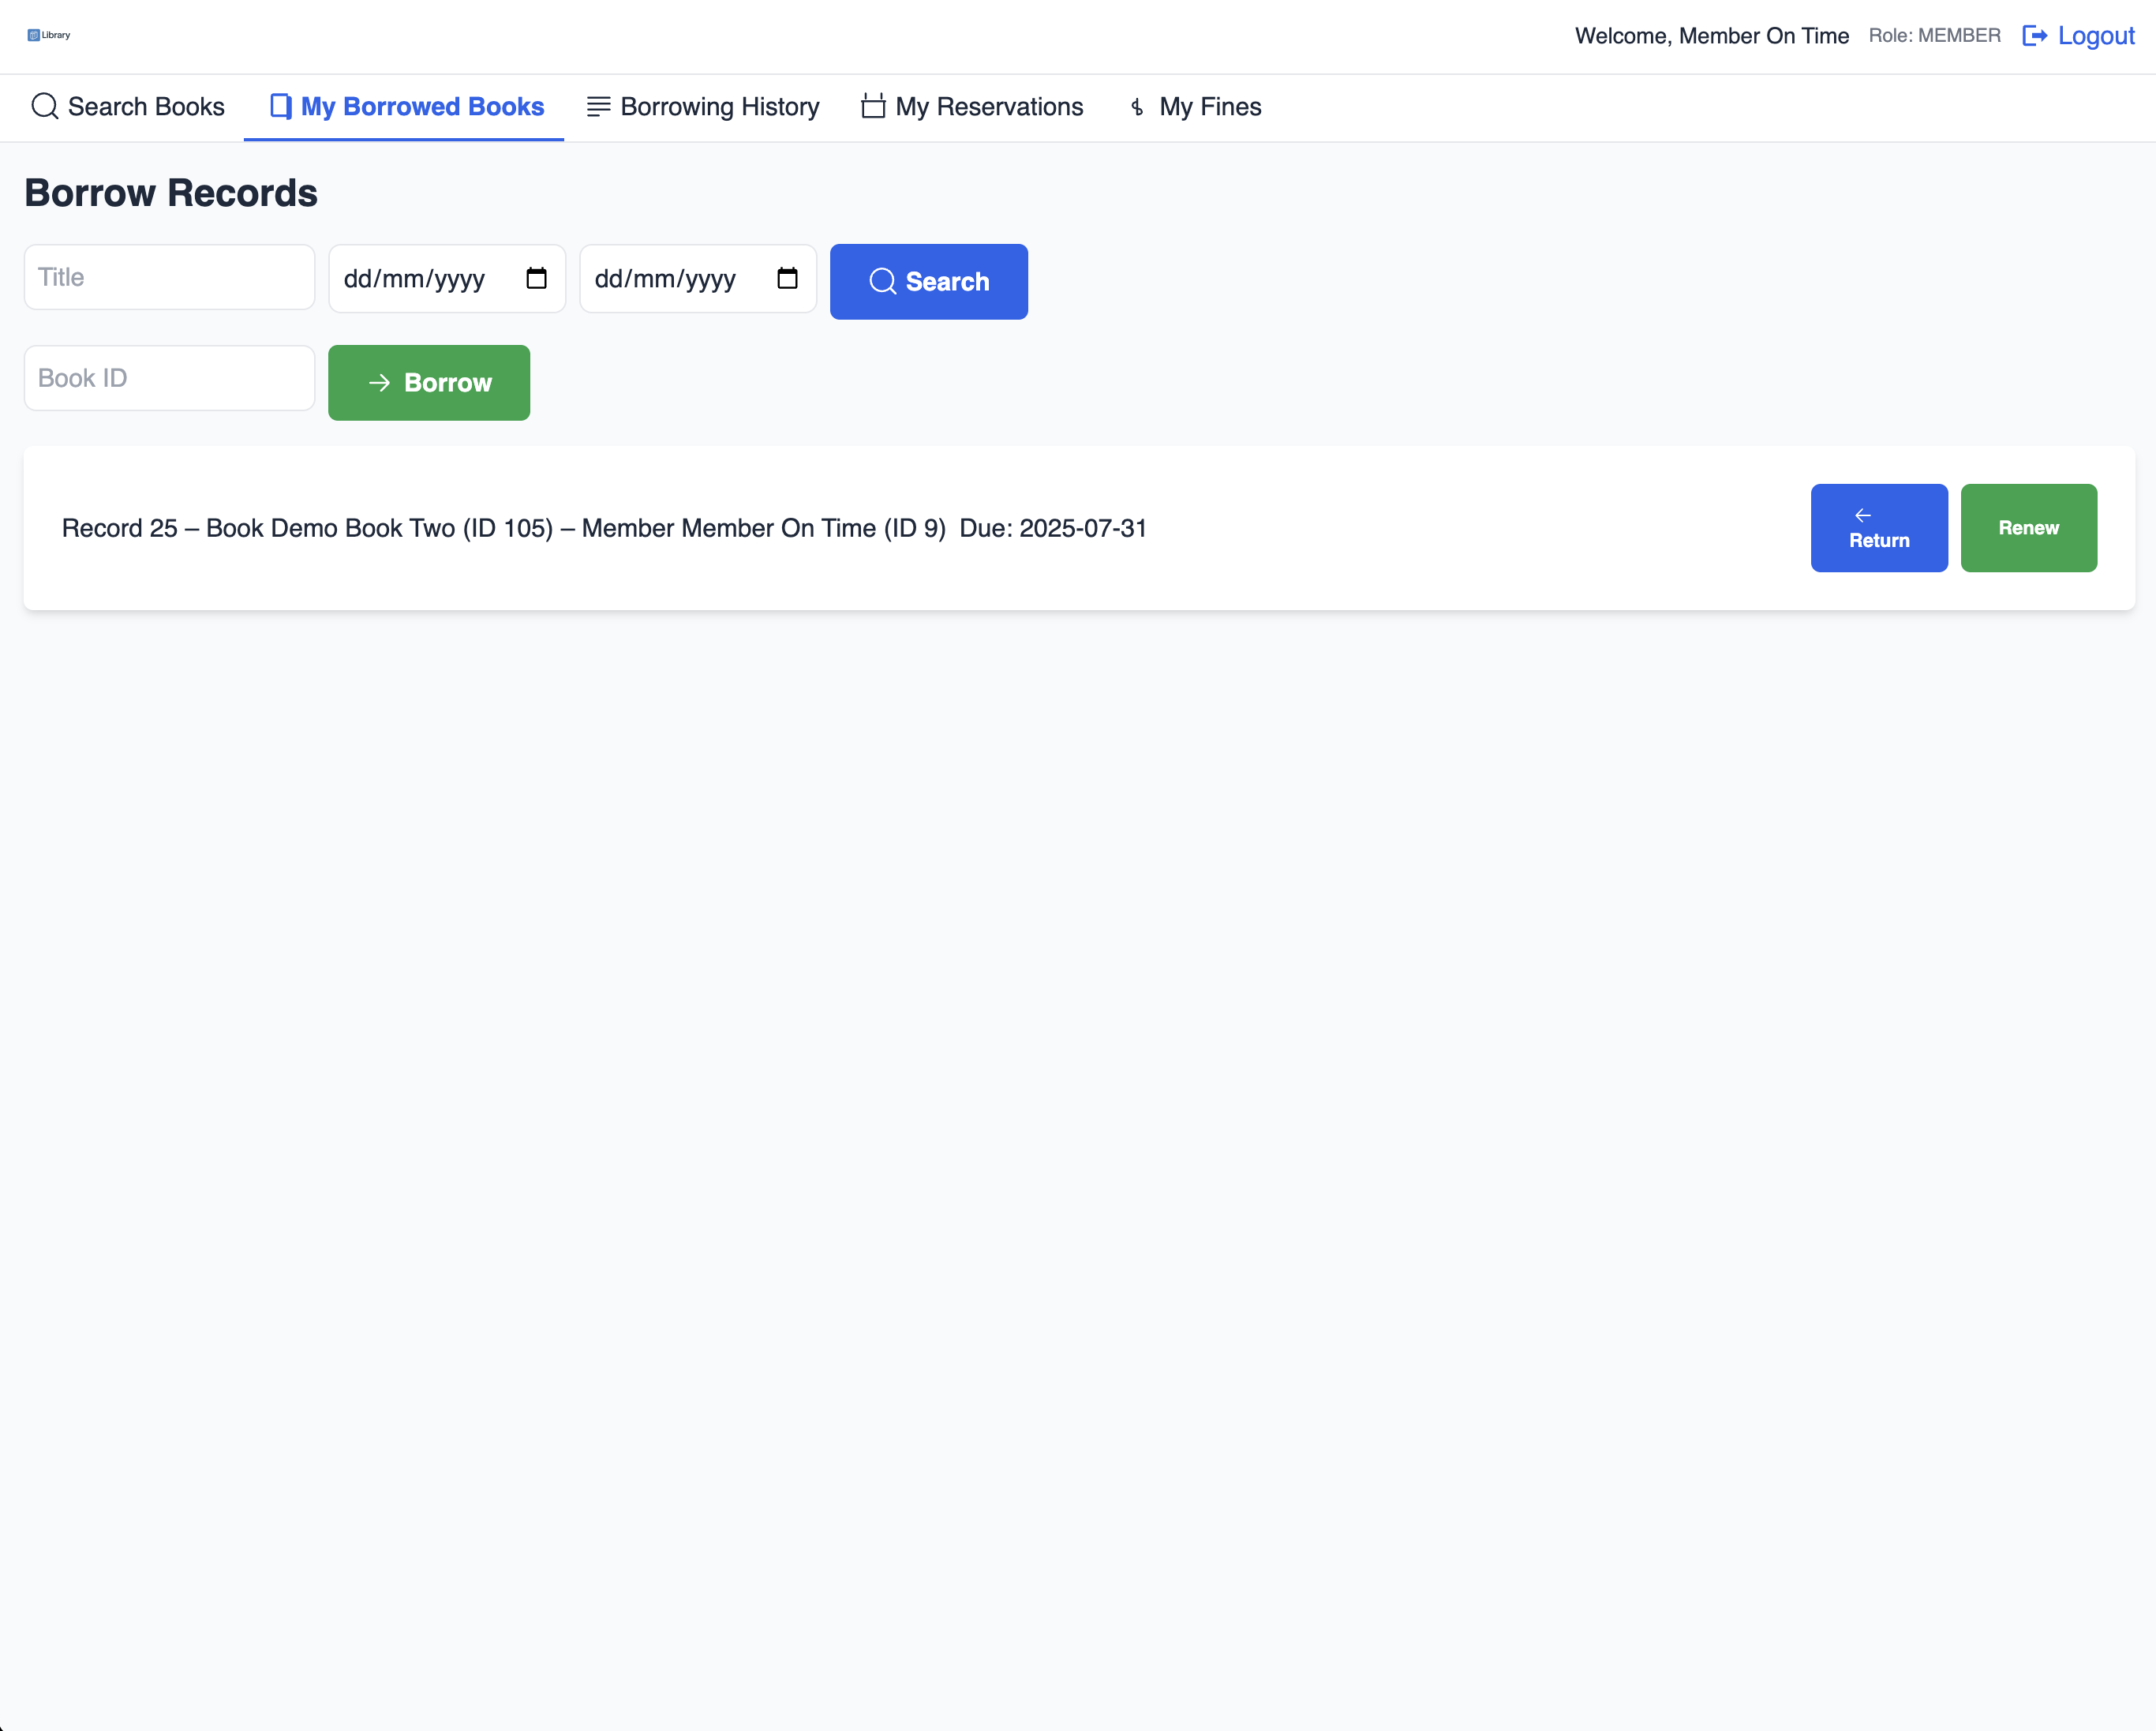 Library
Welcome, Member On Time Role: MEMBER Logout
Search Books My Borrowed Books Borrowing History My Reservations $ My Fines
Borrow Records
Title dd/mm/yyyy dd/mm/yyyy Search
Book ID → Borrow
Record 25 – Book Demo Book Two (ID 105) – Member Member On Time (ID 9) Due: 2025-07-31
← Return Renew